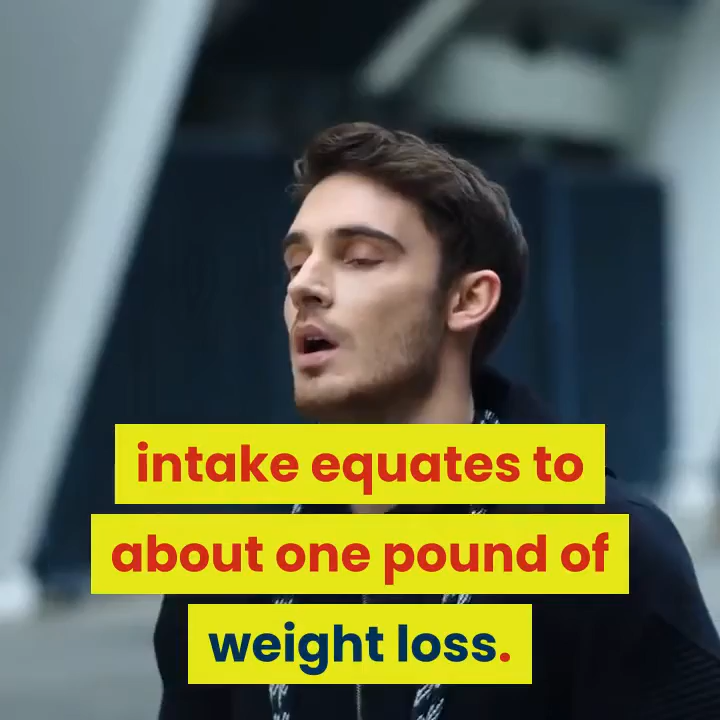 intake equates to
about one pound of
weight loss.